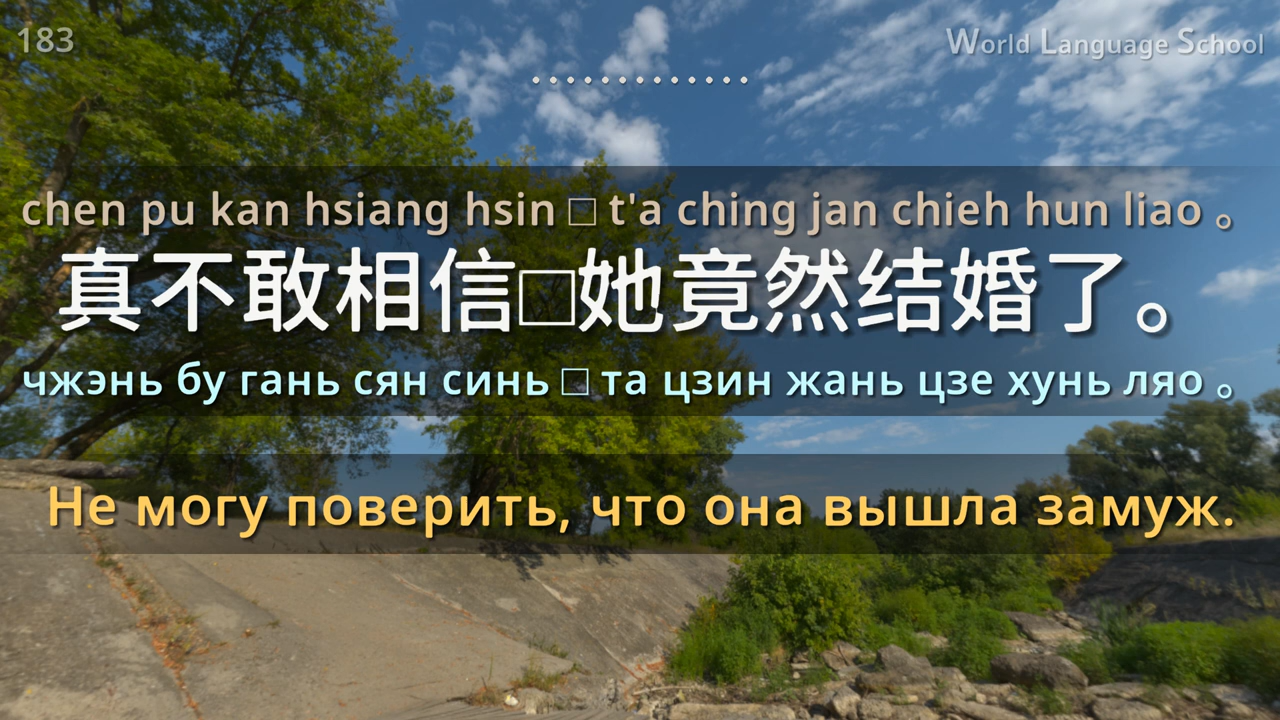 183
World Language School
chen pu kan hsiang hsin □ t'a ching jan chieh hun liao 。
真不敢相信□她竟然结婚了。
чжэнь бу гань сян синь □ та цзин жань цзе хунь ляо 。
Не могу поверить, что она вышла замуж.